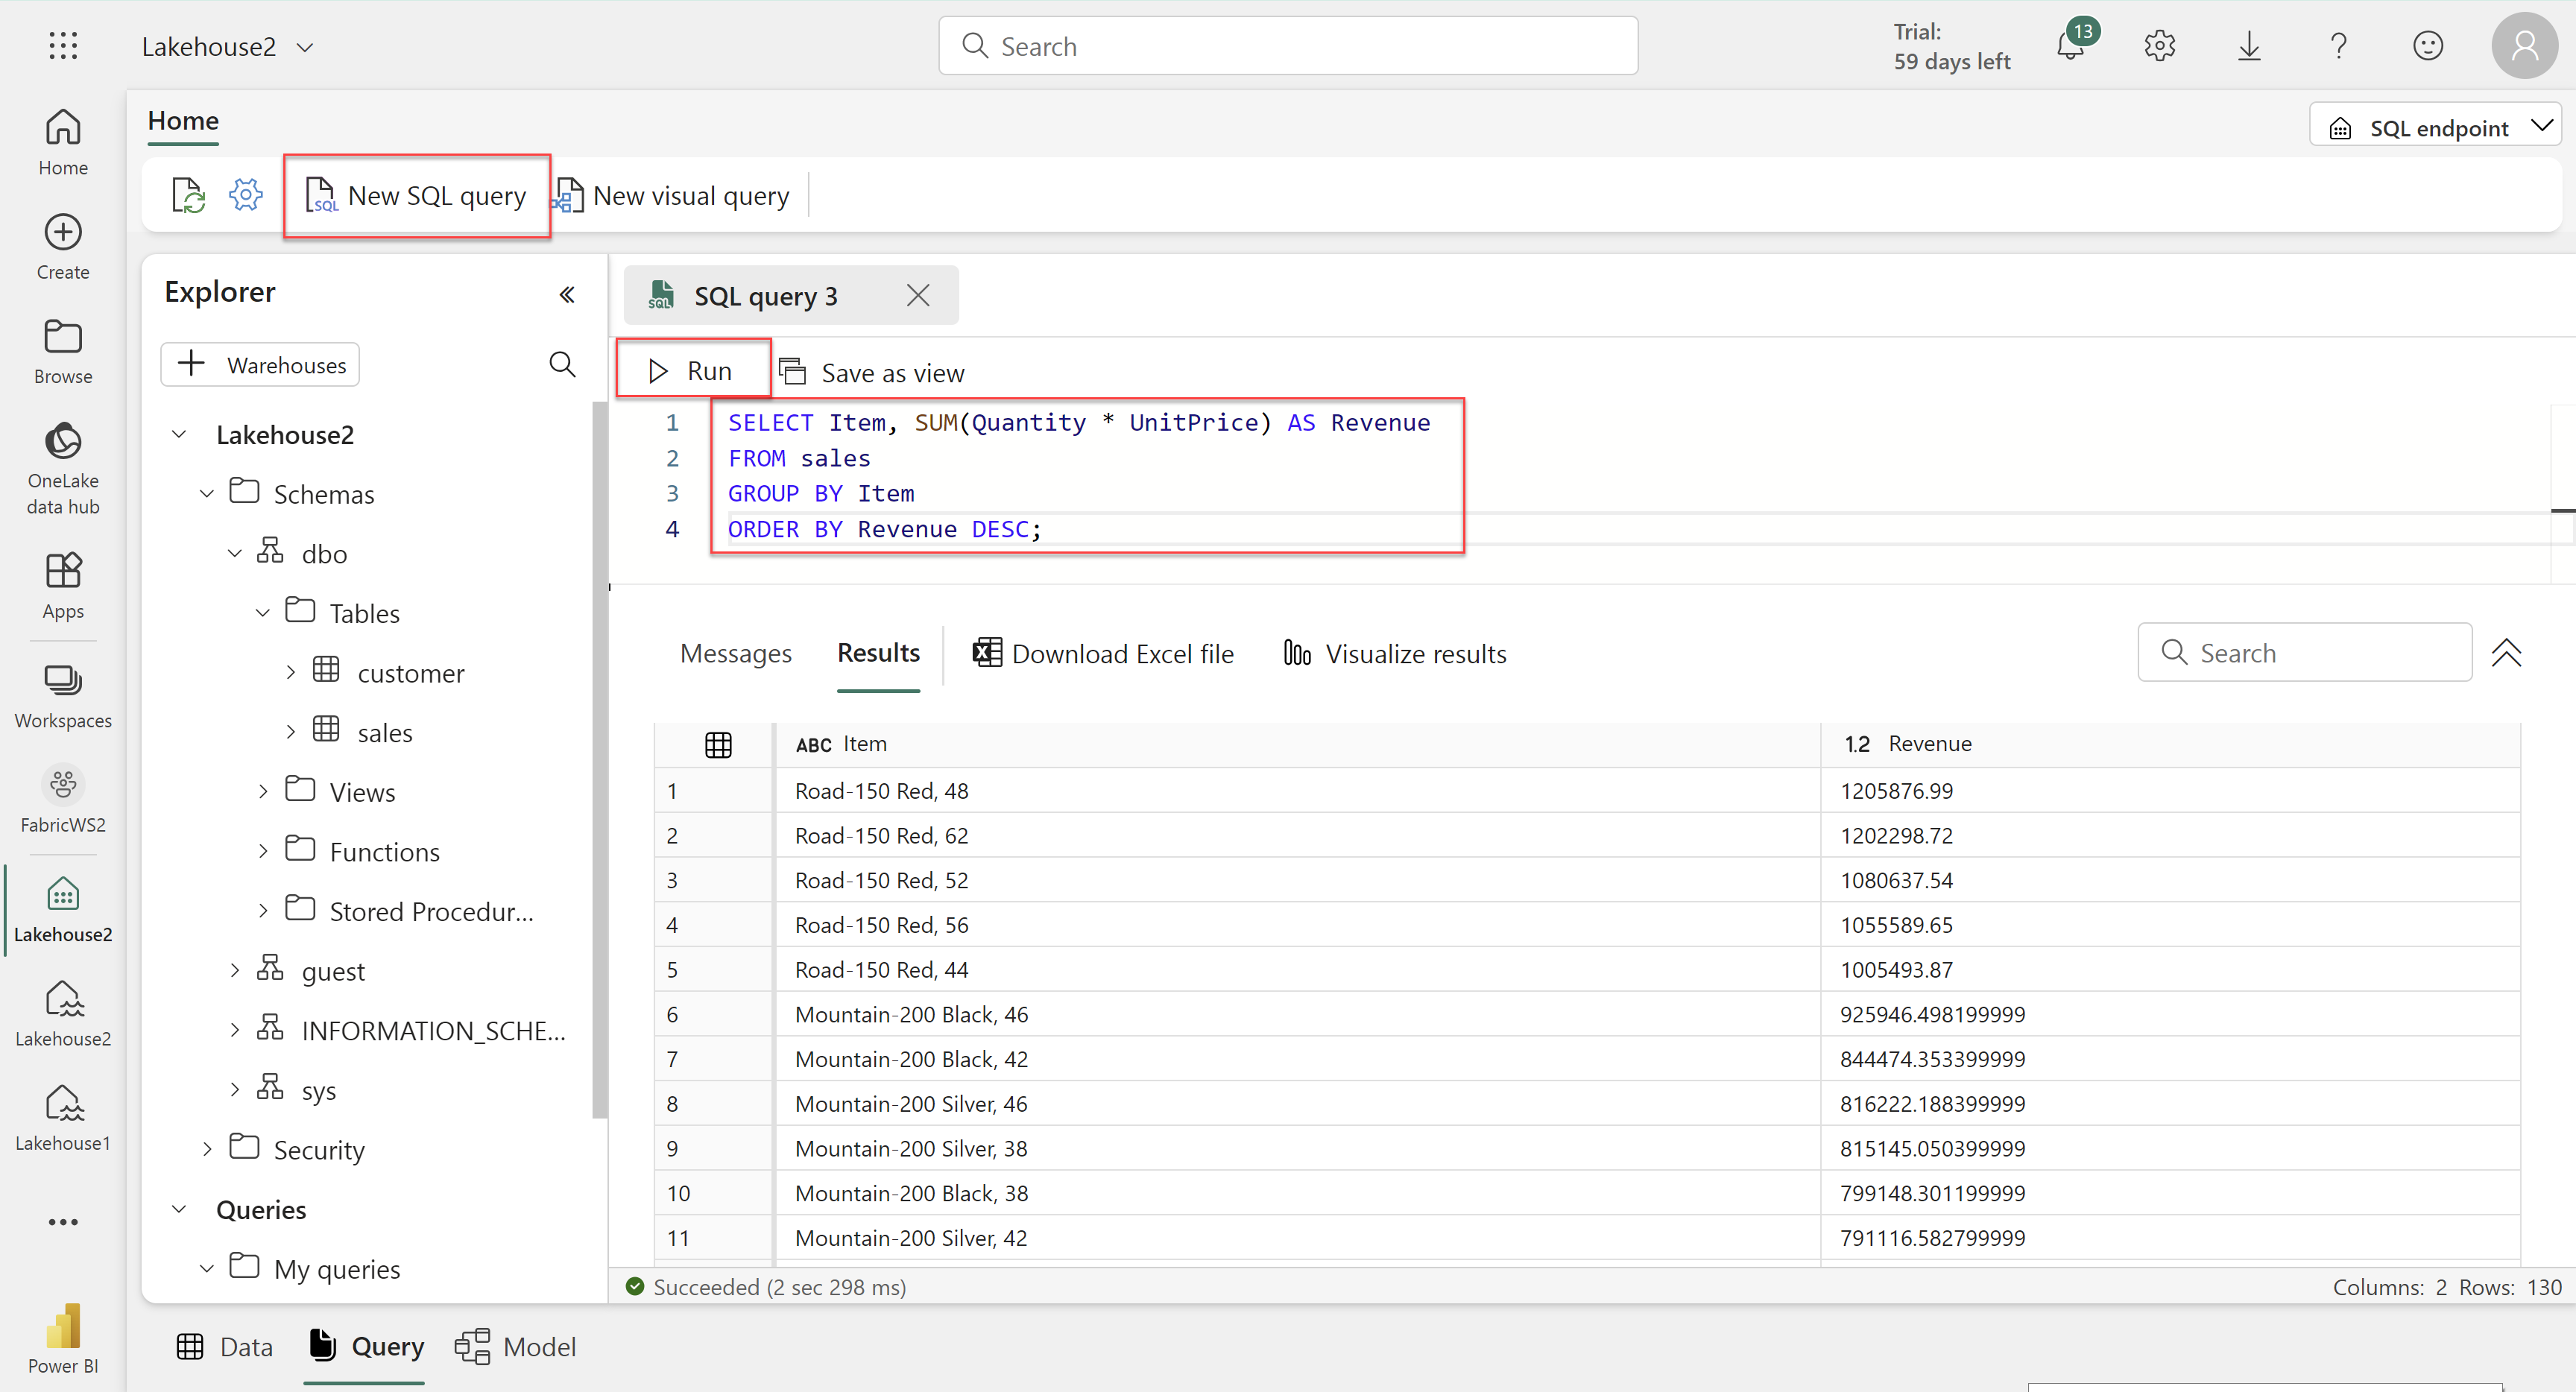 Lakehouse2
Search
Trial:
59 days left
13
Home
SQL endpoint
SQL
New SQL query
New visual query
Home
Create
Browse
OneLake
data hub
Apps
Workspaces
FabricWS2
Lakehouse2
Lakehouse2
Lakehouse1
Power BI
Explorer
Warehouses
Lakehouse2
Schemas
dbo
Tables
customer
sales
Views
Functions
Stored Procedur...
guest
INFORMATION_SCHE...
sys
Security
Queries
My queries
SQL
SQL query 3
Run
Save as view
1 SELECT Item, SUM(Quantity * UnitPrice) AS Revenue
2 FROM sales
3 GROUP BY Item
4 ORDER BY Revenue DESC;
Messages Results Download Excel file Visualize results Search
ABC Item 1.2 Revenue
1 Road-150 Red, 48 1205876.99
2 Road-150 Red, 62 1202298.72
3 Road-150 Red, 52 1080637.54
4 Road-150 Red, 56 1055589.65
5 Road-150 Red, 44 1005493.87
6 Mountain-200 Black, 46 925946.498199999
7 Mountain-200 Black, 42 844474.353399999
8 Mountain-200 Silver, 46 816222.188399999
9 Mountain-200 Silver, 38 815145.050399999
10 Mountain-200 Black, 38 799148.301199999
11 Mountain-200 Silver, 42 791116.582799999
Succeeded (2 sec 298 ms) Columns: 2 Rows: 130
Data Query Model